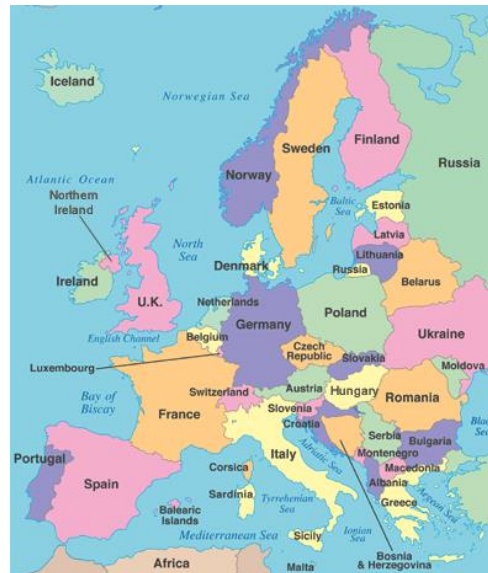 Iceland
Norwegian Sea
Finland
Sweden
Russia
Norway
Atlantic Ocean
Northern
Ireland
Baltic
Sea
Estonia
North
Sea
Latvia
Lithuania
Denmark
Russia
Ireland
U.K.
Belarus
Netherlands
Poland
Germany
English Channel
Belgium
Ukraine
Czech
Republic
Luxembourg
Slovakia
Moldova
Bay of
Biscay
Switzerland
Austria
Hungary
France
Slovenia
Romania
Croatia
Serbia
Bulgaria
Italy
Adriatic Sea
Montenegro
Portugal
Spain
Corsica
Macedonia
Albania
Sardinia
Tyrrehenian
Sea
Greece
Aegean Sea
Balearic
Islands
Mediterranean Sea
Sicily
Ionian
Sea
Bosnia
& Herzegovina
Africa
Malta